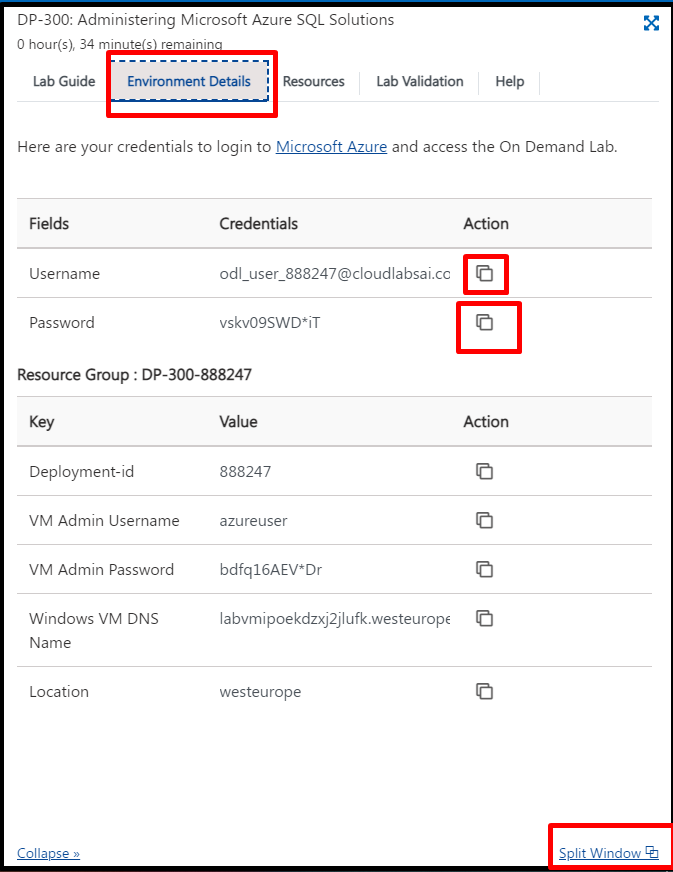 DP-300: Administering Microsoft Azure SQL Solutions
0 hour(s), 34 minute(s) remaining
Lab Guide Environment Details Resources Lab Validation Help
Here are your credentials to login to Microsoft Azure and access the On Demand Lab.
Fields Credentials Action
Username odl_user_888247@cloudlabsai.co
Password vskv09SWD*iT
Resource Group : DP-300-888247
Key Value Action
Deployment-id 888247
VM Admin Username azureuser
VM Admin Password bdfq16AEV*Dr
Windows VM DNS labvmipoekdzxj2jlufk.westeurope
Name
Location westeurope
Collapse » Split Window